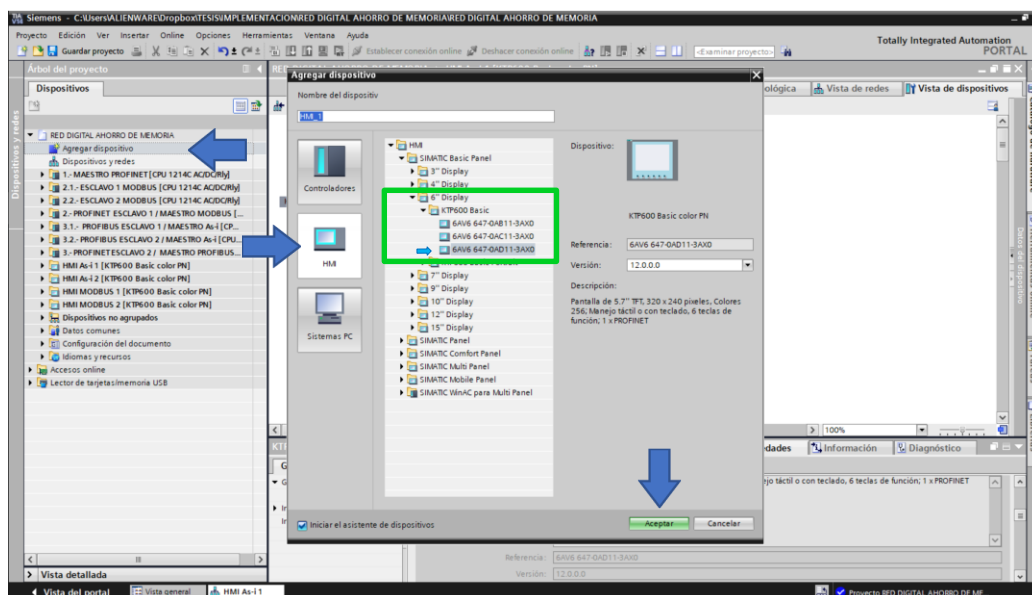 Siemens - C:\Users\ALIENWARE\Dropbox\TESIS\IMPLEMENTACION\RED DIGITAL AHORRO DE MEMORIA\RED DIGITAL AHORRO DE MEMORIA
Proyecto Edición Ver Insertar Online Opciones Herramientas Ventana Ayuda
Guardar proyecto Establecer conexión online Deshacer conexión online <Examinar proyecto>
Totally Integrated Automation
PORTAL
Árbol del proyecto
Dispositivos
Dispositivos y redes
RED DIGITAL AHORRO DE MEMORIA
Agregar dispositivo
Dispositivos y redes
1.- MAESTRO PROFINET [CPU 1214C AC/DC/Rly]
2.1.- ESCLAVO 1 MODBUS [CPU 1214C AC/DC/Rly]
2.2.- ESCLAVO 2 MODBUS [CPU 1214C AC/DC/Rly]
2.- PROFINET ESCLAVO 1 / MAESTRO MODBUS [...
3.1.- PROFIBUS ESCLAVO 1 / MAESTRO As-i [CP...
3.2.- PROFIBUS ESCLAVO 2 / MAESTRO As-i [CPU...
3.- PROFINET ESCLAVO 2 / MAESTRO PROFIBUS...
HMI As-i 1 [KTP600 Basic color PN]
HMI As-i 2 [KTP600 Basic color PN]
HMI MODBUS 1 [KTP600 Basic color PN]
HMI MODBUS 2 [KTP600 Basic color PN]
Dispositivos no agrupados
Datos comunes
Configuración del documento
Idiomas y recursos
Accesos online
Lector de tarjetas/memoria USB
Vista detallada
Agregar dispositivo
Nombre del dispositiv
HMI_1
Controladores
HMI
Sistemas PC
HMI
SIMATIC Basic Panel
3'' Display
4'' Display
6'' Display
KTP600 Basic
6AV6 647-0AB11-3AX0
6AV6 647-0AC11-3AX0
6AV6 647-0AD11-3AX0
7'' Display
9'' Display
10'' Display
12'' Display
15'' Display
SIMATIC Panel
SIMATIC Comfort Panel
SIMATIC Multi Panel
SIMATIC Mobile Panel
SIMATIC WinAC para Multi Panel
Dispositivo:
KTP600 Basic color PN
Referencia: 6AV6 647-0AD11-3AX0
Versión: 12.0.0.0
Descripción:
Pantalla de 5.7'' TFT, 320 x 240 píxeles, Colores
256; Manejo táctil o con teclado, 6 teclas de
función; 1 x PROFINET
Iniciar el asistente de dispositivos
Aceptar Cancelar
ológica Vista de redes Vista de dispositivos
Datos del dispositivo
100%
dades Información Diagnóstico
jo táctil o con teclado, 6 teclas de función; 1 x PROFINET
Referencia: 6AV6 647-0AD11-3AX0
Versión: 12.0.0.0
Vista del portal Vista general HMI As-i 1
Proyecto RED DIGITAL AHORRO DE ME...